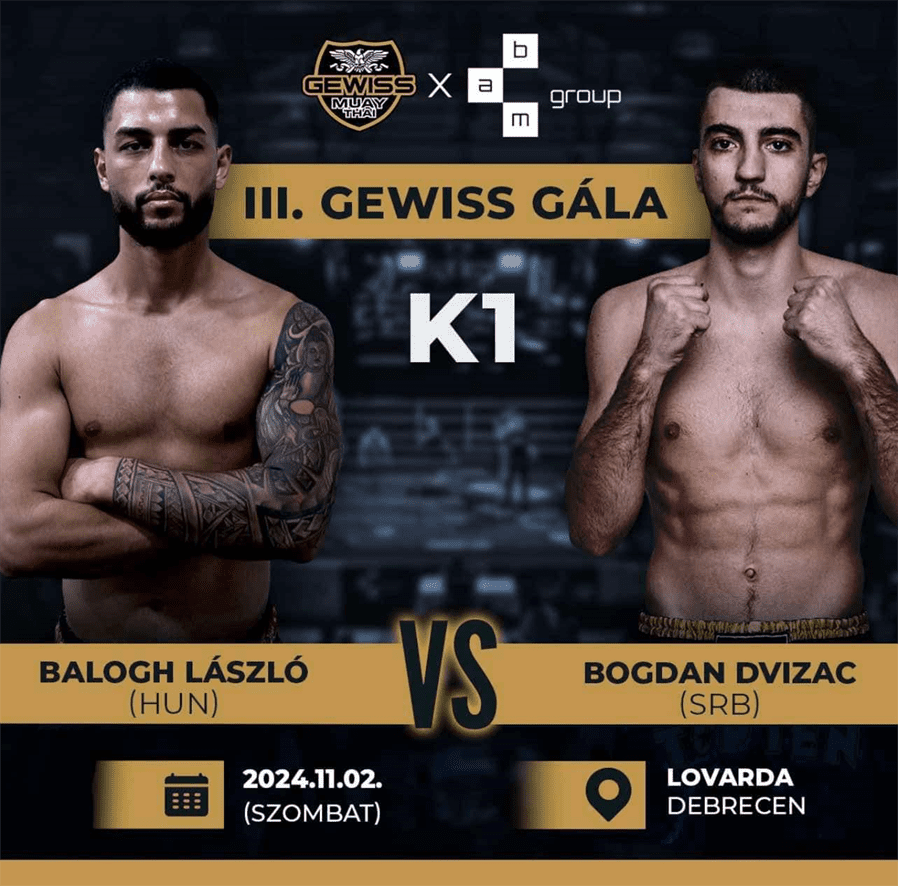 GEWISS
MUAY
THAI
X
b
a
m
group
III. GEWISS GÁLA
K1
VS
BALOGH LÁSZLÓ
(HUN)
BOGDAN DVIZAC
(SRB)
2024.11.02.
(SZOMBAT)
LOVARDA
DEBRECEN